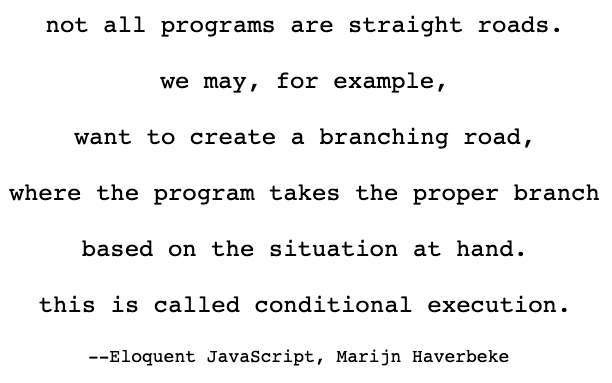 not all programs are straight roads.
we may, for example,
want to create a branching road,
where the program takes the proper branch
based on the situation at hand.
this is called conditional execution.
--Eloquent JavaScript, Marijn Haverbeke